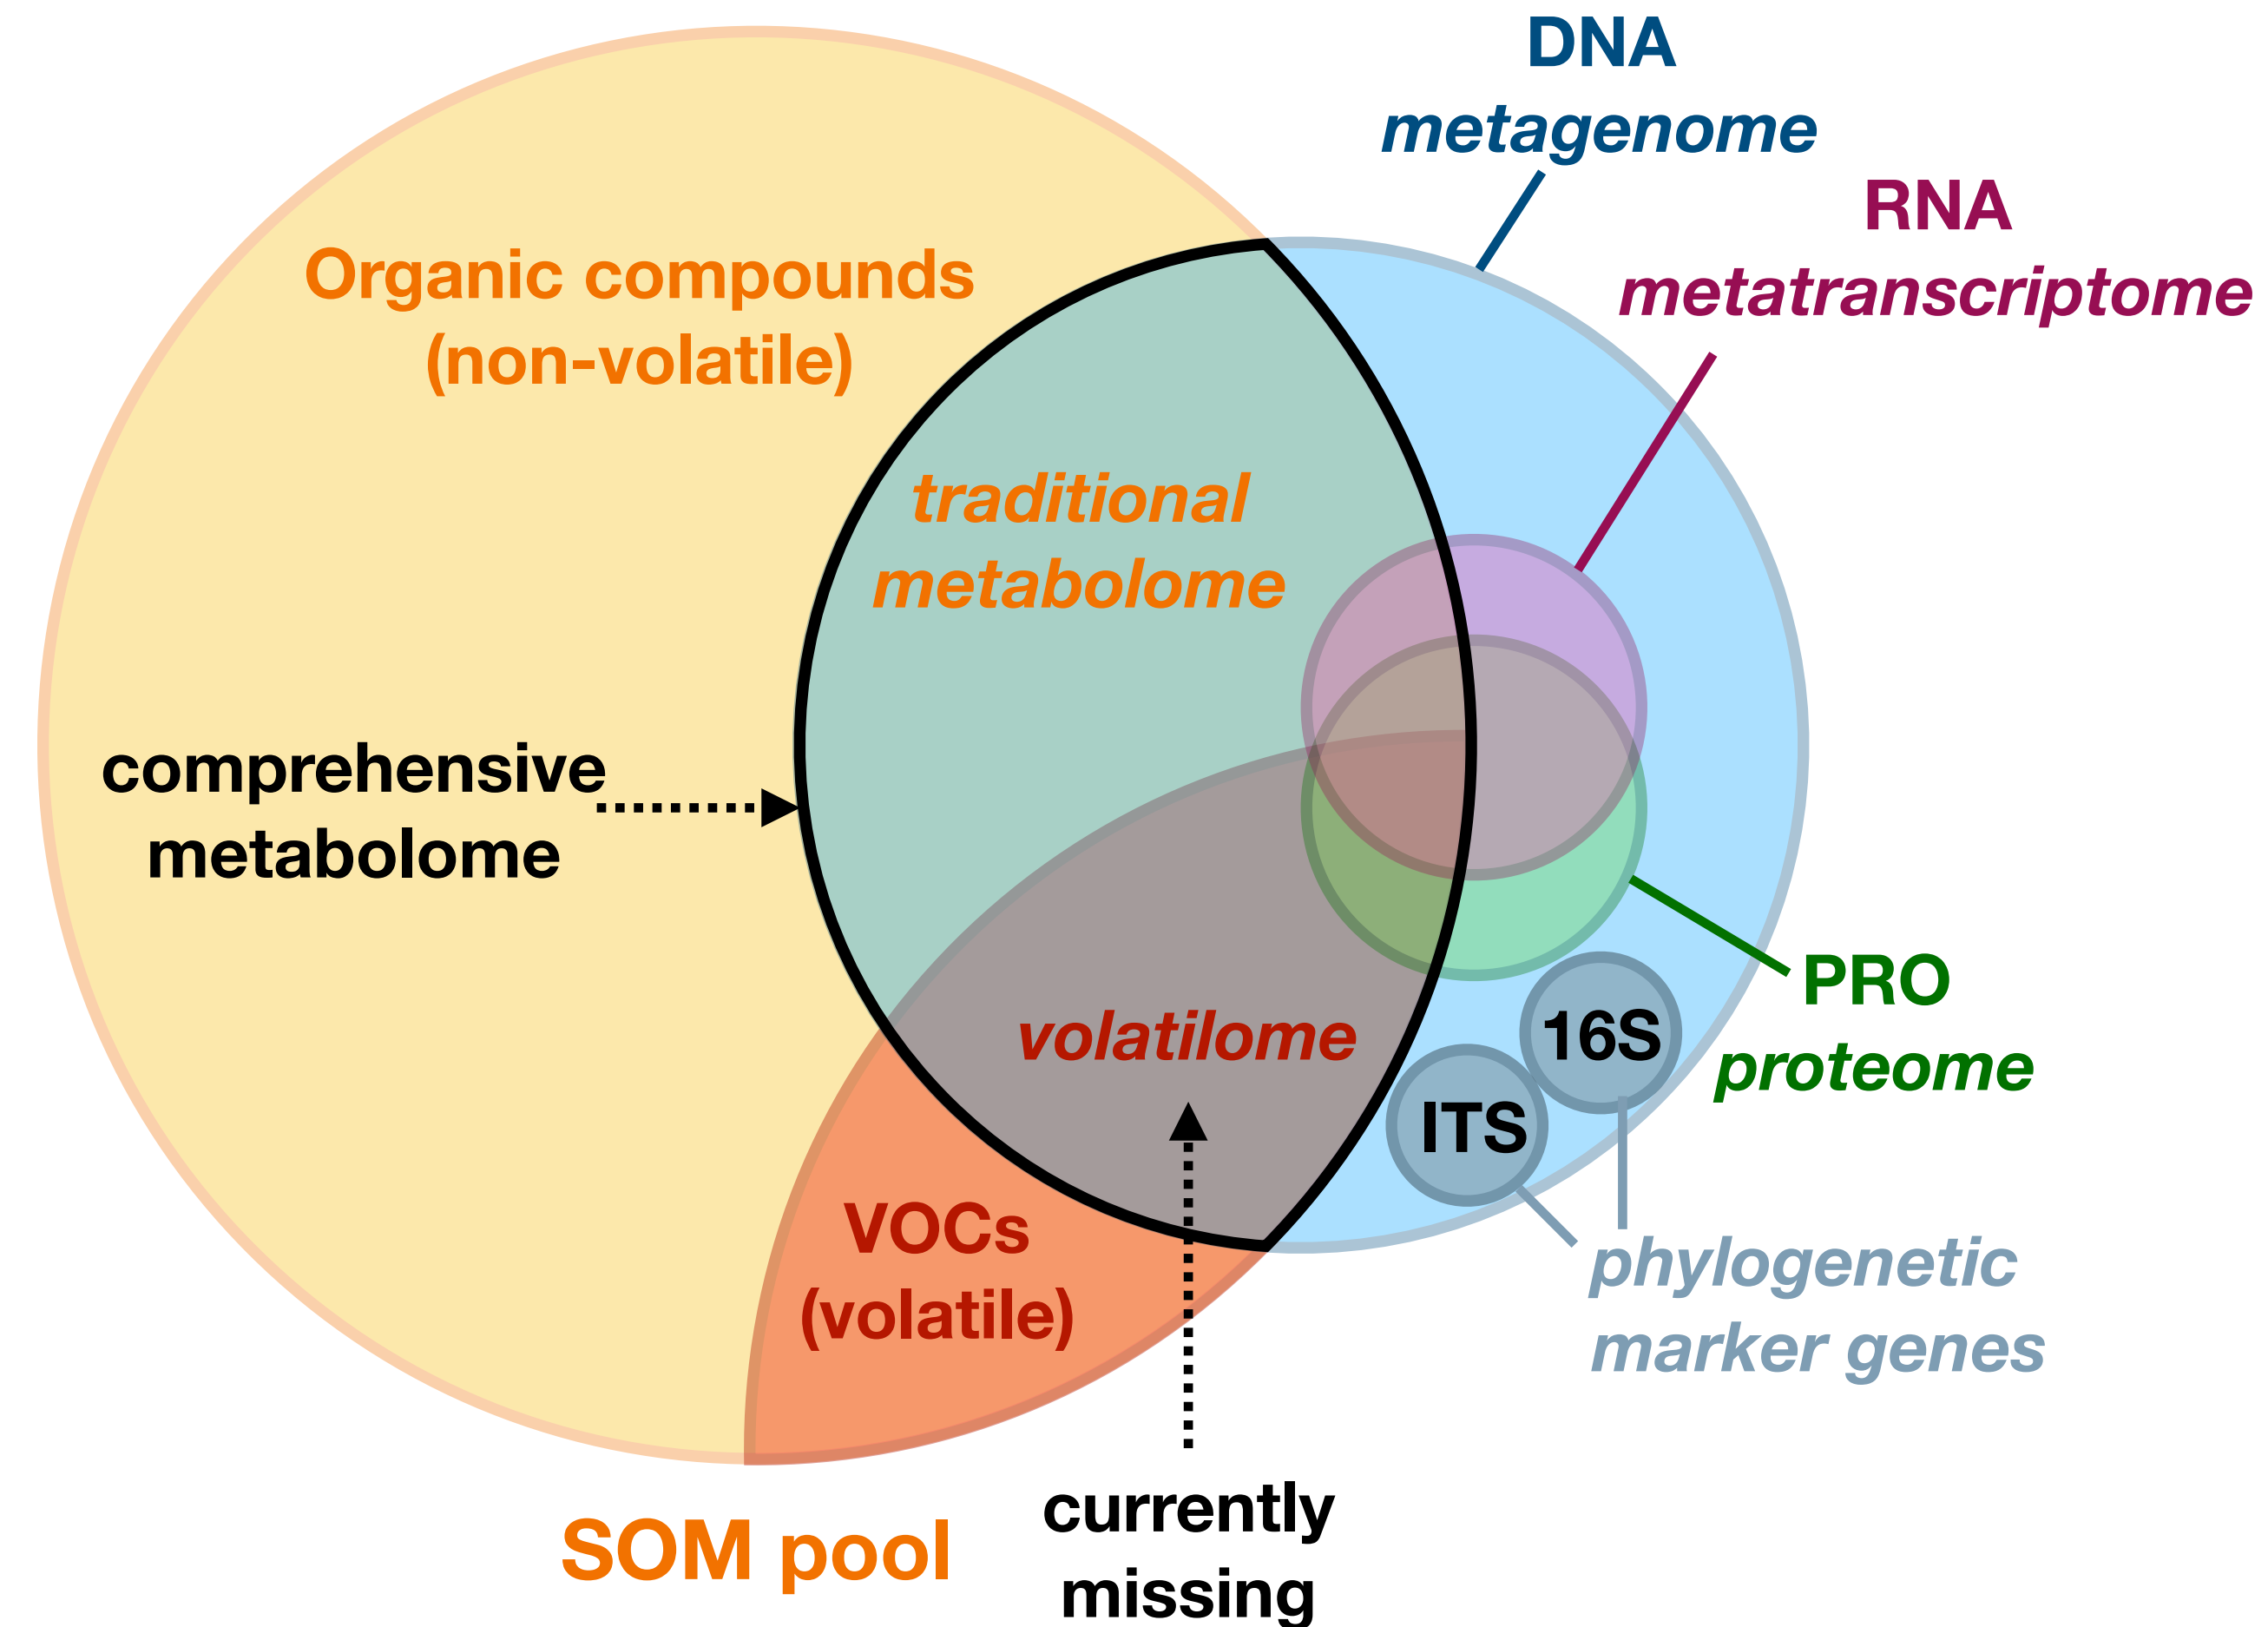 DNA
metagenome
RNA
metatranscriptome
Organic compounds
(non-volatile)
traditional
metabolome
comprehensive
metabolome
PRO
proteome
16S
ITS
volatilome
VOCs
(volatile)
phylogenetic
marker genes
SOM pool
currently
missing